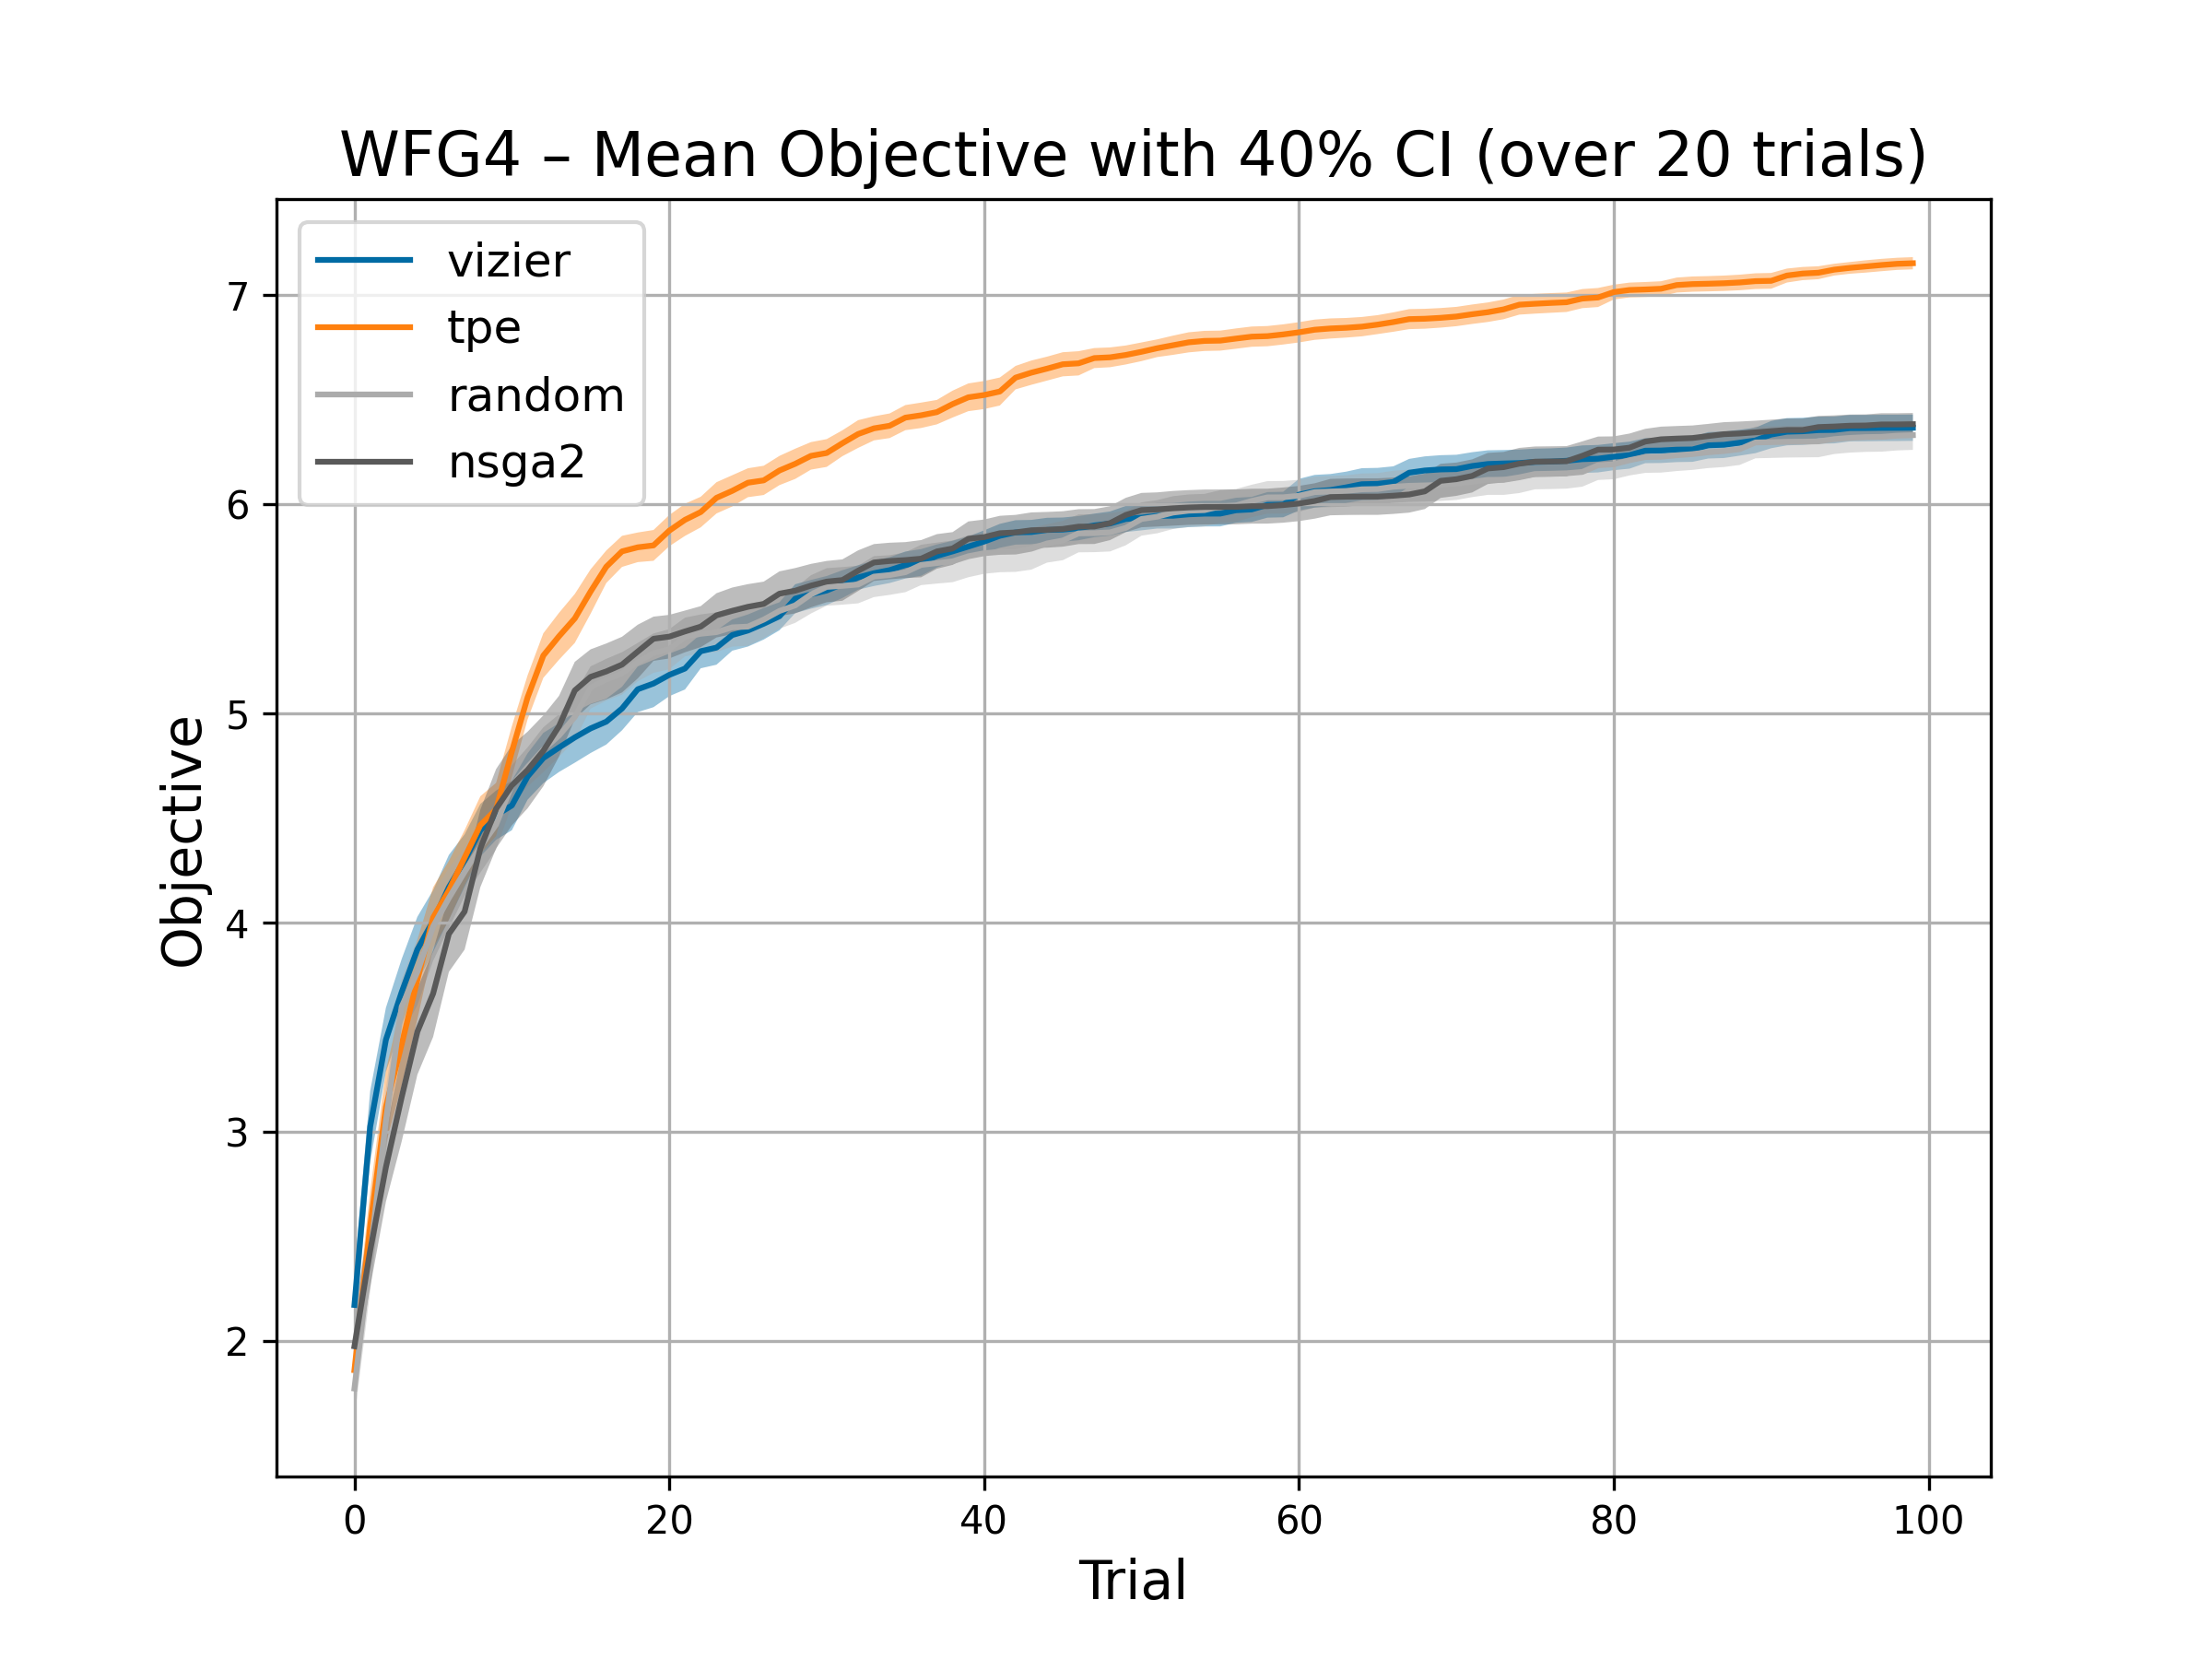 WFG4 – Mean Objective with 40% CI (over 20 trials)
vizier
tpe
random
nsga2
Objective
7
6
5
4
3
2
0 20 40 60 80 100
Trial